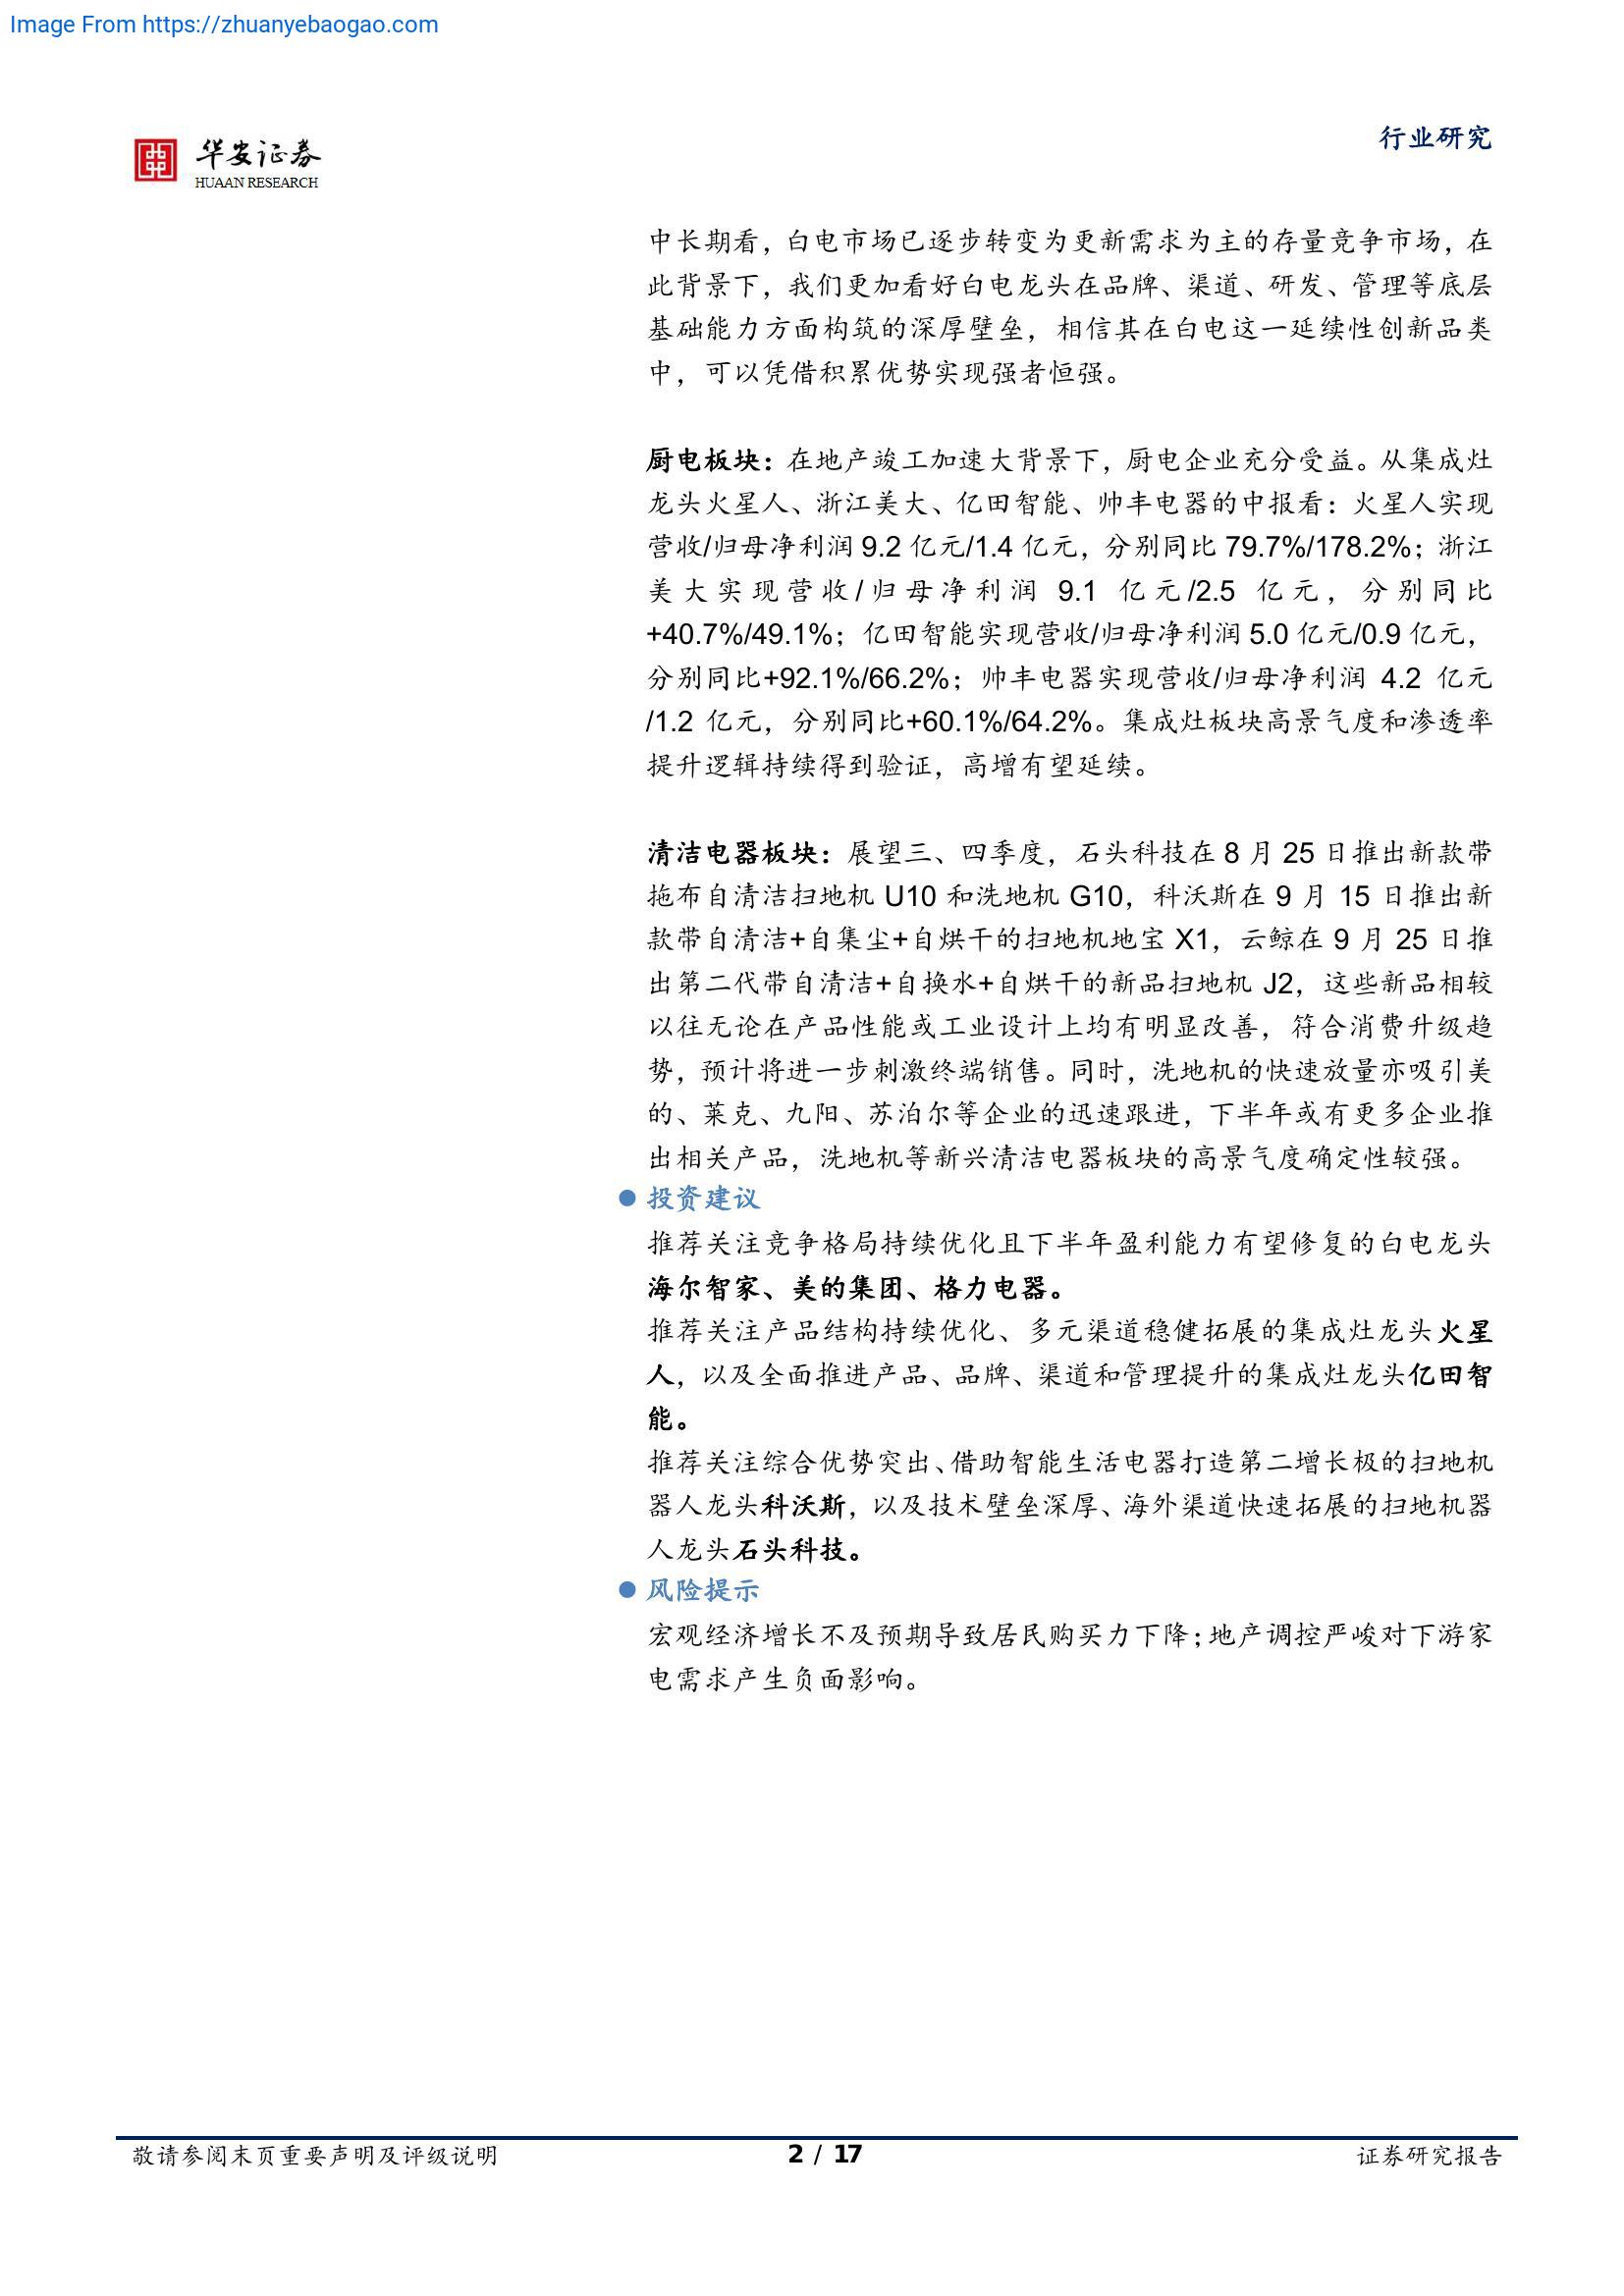 Image From https://zhuanyebaogao.com
华安证券
HUAAN RESEARCH
行业研究
中长期看，白电市场已逐步转变为更新需求为主的存量竞争市场，在
此背景下，我们更加看好白电龙头在品牌、渠道、研发、管理等底层
基础能力方面构筑的深厚壁垒，相信其在白电这一延续性创新品类
中，可以凭借积累优势实现强者恒强。
厨电板块：在地产竣工加速大背景下，厨电企业充分受益。从集成灶
龙头火星人、浙江美大、亿田智能、帅丰电器的中报看：火星人实现
营收/归母净利润 9.2 亿元/1.4 亿元，分别同比 79.7%/178.2%；浙江
美大实现营收/归母净利润 9.1 亿元/2.5 亿元，分别同比
+40.7%/49.1%；亿田智能实现营收/归母净利润 5.0 亿元/0.9 亿元，
分别同比+92.1%/66.2%；帅丰电器实现营收/归母净利润 4.2 亿元
/1.2 亿元，分别同比+60.1%/64.2%。集成灶板块高景气度和渗透率
提升逻辑持续得到验证，高增有望延续。
清洁电器板块：展望三、四季度，石头科技在 8 月 25 日推出新款带
拖布自清洁扫地机 U10 和洗地机 G10，科沃斯在 9 月 15 日推出新
款带自清洁+自集尘+自烘干的扫地机地宝 X1，云鲸在 9 月 25 日推
出第二代带自清洁+自换水+自烘干的新品扫地机 J2，这些新品相较
以往无论在产品性能或工业设计上均有明显改善，符合消费升级趋
势，预计将进一步刺激终端销售。同时，洗地机的快速放量亦吸引美
的、莱克、九阳、苏泊尔等企业的迅速跟进，下半年或有更多企业推
出相关产品，洗地机等新兴清洁电器板块的高景气度确定性较强。
● 投资建议
推荐关注竞争格局持续优化且下半年盈利能力有望修复的白电龙头
海尔智家、美的集团、格力电器。
推荐关注产品结构持续优化、多元渠道稳健拓展的集成灶龙头火星
人，以及全面推进产品、品牌、渠道和管理提升的集成灶龙头亿田智
能。
推荐关注综合优势突出、借助智能生活电器打造第二增长极的扫地机
器人龙头科沃斯，以及技术壁垒深厚、海外渠道快速拓展的扫地机器
人龙头石头科技。
● 风险提示
宏观经济增长不及预期导致居民购买力下降；地产调控严峻对下游家
电需求产生负面影响。
敬请参阅末页重要声明及评级说明
2 / 17
证券研究报告